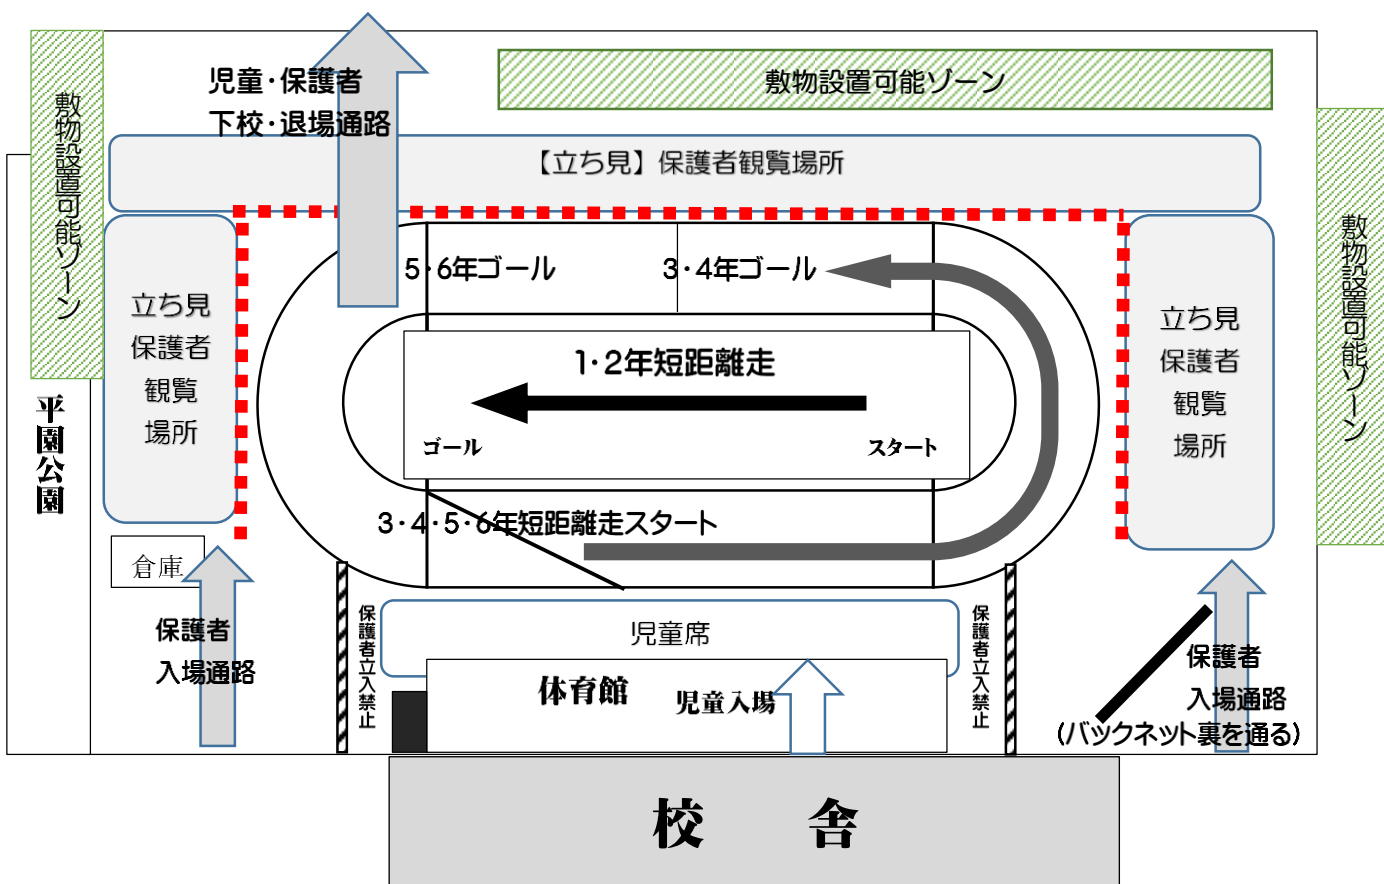 児童・保護者
下校・退場通路
敷物設置可能ゾーン
敷物設置可能ゾーン
【立ち見】保護者観覧場所
敷物設置可能ゾーン
5・6年ゴール
3・4年ゴール
立ち見
保護者
観覧
場所
立ち見
保護者
観覧
場所
1・2年短距離走
ゴール
スタート
平園公園
3・4・5・6年短距離走スタート
倉庫
保護者
入場通路
保護者立入禁止
児童席
保護者立入禁止
体育館
児童入場
保護者
入場通路
(バックネット裏を通る)
校舎